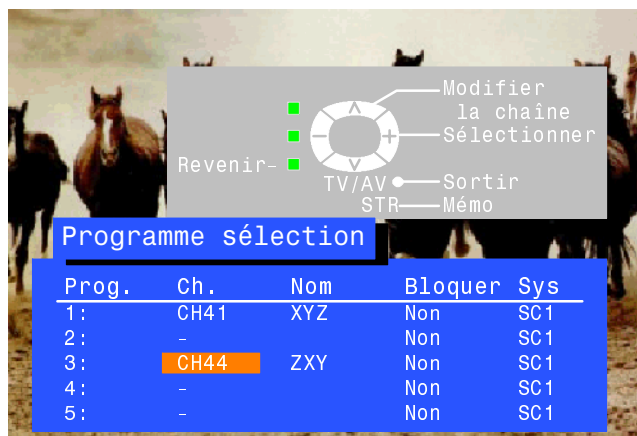 Modifier
la chaîne
Sélectionner
Revenir
TV/AV Sortir
STR Mémo
Programme sélection
Prog. Ch. Nom Bloquer Sys
1: CH41 XYZ Non SC1
2: - Non SC1
3: CH44 ZXY Non SC1
4: - Non SC1
5: - Non SC1